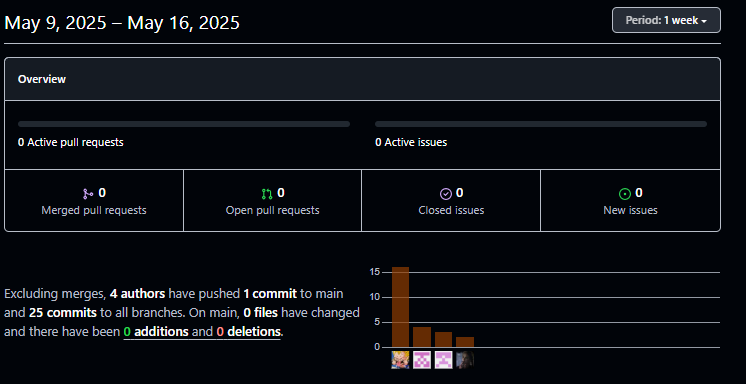 May 9, 2025 – May 16, 2025
Period: 1 week
Overview
0 Active pull requests
0 Active issues
0
Merged pull requests
0
Open pull requests
0
Closed issues
0
New issues
Excluding merges, 4 authors have pushed 1 commit to main
and 25 commits to all branches. On main, 0 files have changed
and there have been 0 additions and 0 deletions.
15
10
5
0